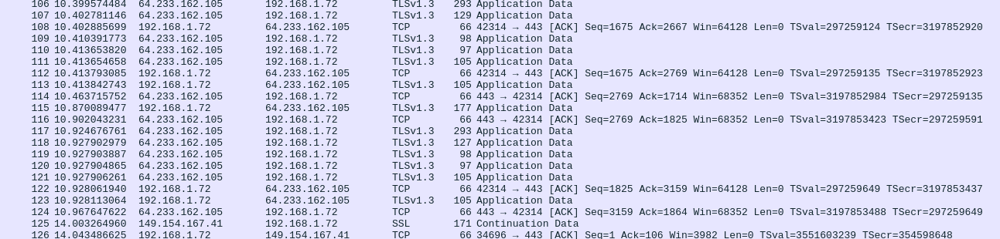 106 10.399574484 64.233.162.105 192.168.1.72 TLSv1.3 293 Application Data
107 10.402781146 64.233.162.105 192.168.1.72 TLSv1.3 129 Application Data
108 10.402885699 192.168.1.72 64.233.162.105 TCP 66 42314 → 443 [ACK] Seq=1675 Ack=2667 Win=64128 Len=0 TSval=297259124 TSecr=3197852920
109 10.410391773 64.233.162.105 192.168.1.72 TLSv1.3 98 Application Data
110 10.413653820 64.233.162.105 192.168.1.72 TLSv1.3 97 Application Data
111 10.413654658 64.233.162.105 192.168.1.72 TLSv1.3 105 Application Data
112 10.413793085 192.168.1.72 64.233.162.105 TCP 66 42314 → 443 [ACK] Seq=1675 Ack=2769 Win=64128 Len=0 TSval=297259135 TSecr=3197852923
113 10.413842743 192.168.1.72 64.233.162.105 TLSv1.3 105 Application Data
114 10.463715752 64.233.162.105 192.168.1.72 TCP 66 443 → 42314 [ACK] Seq=2769 Ack=1714 Win=68352 Len=0 TSval=3197852984 TSecr=297259135
115 10.870089477 192.168.1.72 64.233.162.105 TLSv1.3 177 Application Data
116 10.902043231 64.233.162.105 192.168.1.72 TCP 66 443 → 42314 [ACK] Seq=2769 Ack=1825 Win=68352 Len=0 TSval=3197853423 TSecr=297259591
117 10.924676761 64.233.162.105 192.168.1.72 TLSv1.3 293 Application Data
118 10.927902979 64.233.162.105 192.168.1.72 TLSv1.3 127 Application Data
119 10.927903887 64.233.162.105 192.168.1.72 TLSv1.3 98 Application Data
120 10.927904865 64.233.162.105 192.168.1.72 TLSv1.3 97 Application Data
121 10.927906261 64.233.162.105 192.168.1.72 TLSv1.3 105 Application Data
122 10.928061940 192.168.1.72 64.233.162.105 TCP 66 42314 → 443 [ACK] Seq=1825 Ack=3159 Win=64128 Len=0 TSval=297259649 TSecr=3197853437
123 10.928113064 192.168.1.72 64.233.162.105 TLSv1.3 105 Application Data
124 10.967647622 64.233.162.105 192.168.1.72 TCP 66 443 → 42314 [ACK] Seq=3159 Ack=1864 Win=68352 Len=0 TSval=3197853488 TSecr=297259649
125 14.003264960 149.154.167.41 192.168.1.72 SSL 171 Continuation Data
126 14.043486625 192.168.1.72 149.154.167.41 TCP 66 34696 → 443 [ACK] Seq=1 Ack=106 Win=3982 Len=0 TSval=3551603239 TSecr=354598648